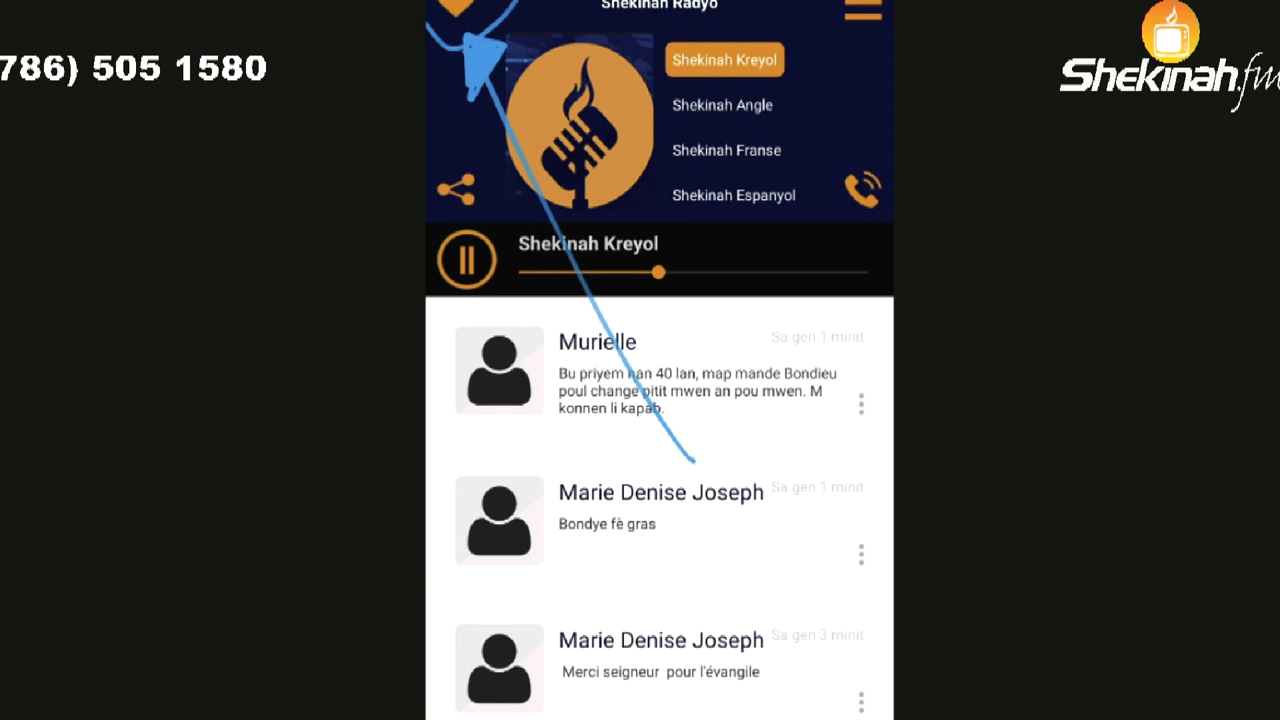 Shekinah Radyo
786) 505 1580
Shekinah.fm
Shekinah Kreyol
Shekinah Angle
Shekinah Franse
Shekinah Espanyol
Shekinah Kreyol
Murielle
Sa gen 1 minit
Bu priyem nan 40 lan, map mande Bondieu
poul change pitit mwen an pou mwen. M
konnen li kapab.
Marie Denise Joseph
Sa gen 1 minit
Bondye fè gras
Marie Denise Joseph
Sa gen 3 minit
Merci seigneur pour l'évangile